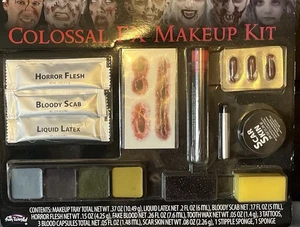 COLOSSAL FX MAKEUP KIT
HORROR FLESH
BLOODY SCAB
LIQUID LATEX
SCAR SKIN
CONTENTS: MAKEUP TRAY TOTAL NET .37 OZ (10.49 g), LIQUID LATEX NET .2 FL OZ (6 mL), BLOODY SCAB NET .17 FL OZ (5 mL),
HORROR FLESH NET .15 OZ (4.25 g), FAKE BLOOD NET .26 FL OZ (7.6 mL), TOOTH WAX NET .05 OZ (1.4 g), 3 TATTOOS,
3 BLOOD CAPSULES TOTAL NET .05 FL OZ (1.48 mL), SCAR SKIN NET .08 OZ (2.26 g), 1 STIPPLE SPONGE, 1 SPONGE
Fun World